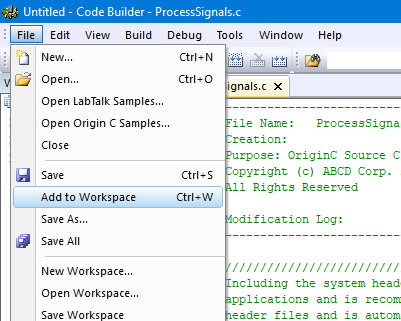 Untitled - Code Builder - ProcessSignals.c
File Edit View Build Debug Tools Window Help
New... Ctrl+N
Open... Ctrl+O
Open LabTalk Samples...
Open Origin C Samples...
Close
Save Ctrl+S
Add to Workspace Ctrl+W
Save As...
Save All
New Workspace...
Open Workspace...
Save Workspace
ignals.c
File Name: ProcessSignal
Creation:
Purpose: OriginC Source C
Copyright (c) ABCD Corp.
All Rights Reserved
Modification Log:
////////////////////////////
Including the system head
applications and is recom
header files and is autom